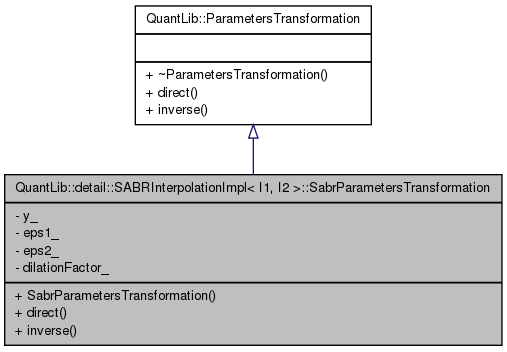 QuantLib::ParametersTransformation
+ ~ParametersTransformation()
+ direct()
+ inverse()
QuantLib::detail::SABRInterpolationImpl< I1, I2 >::SabrParametersTransformation
- y_
- eps1_
- eps2_
- dilationFactor_
+ SabrParametersTransformation()
+ direct()
+ inverse()